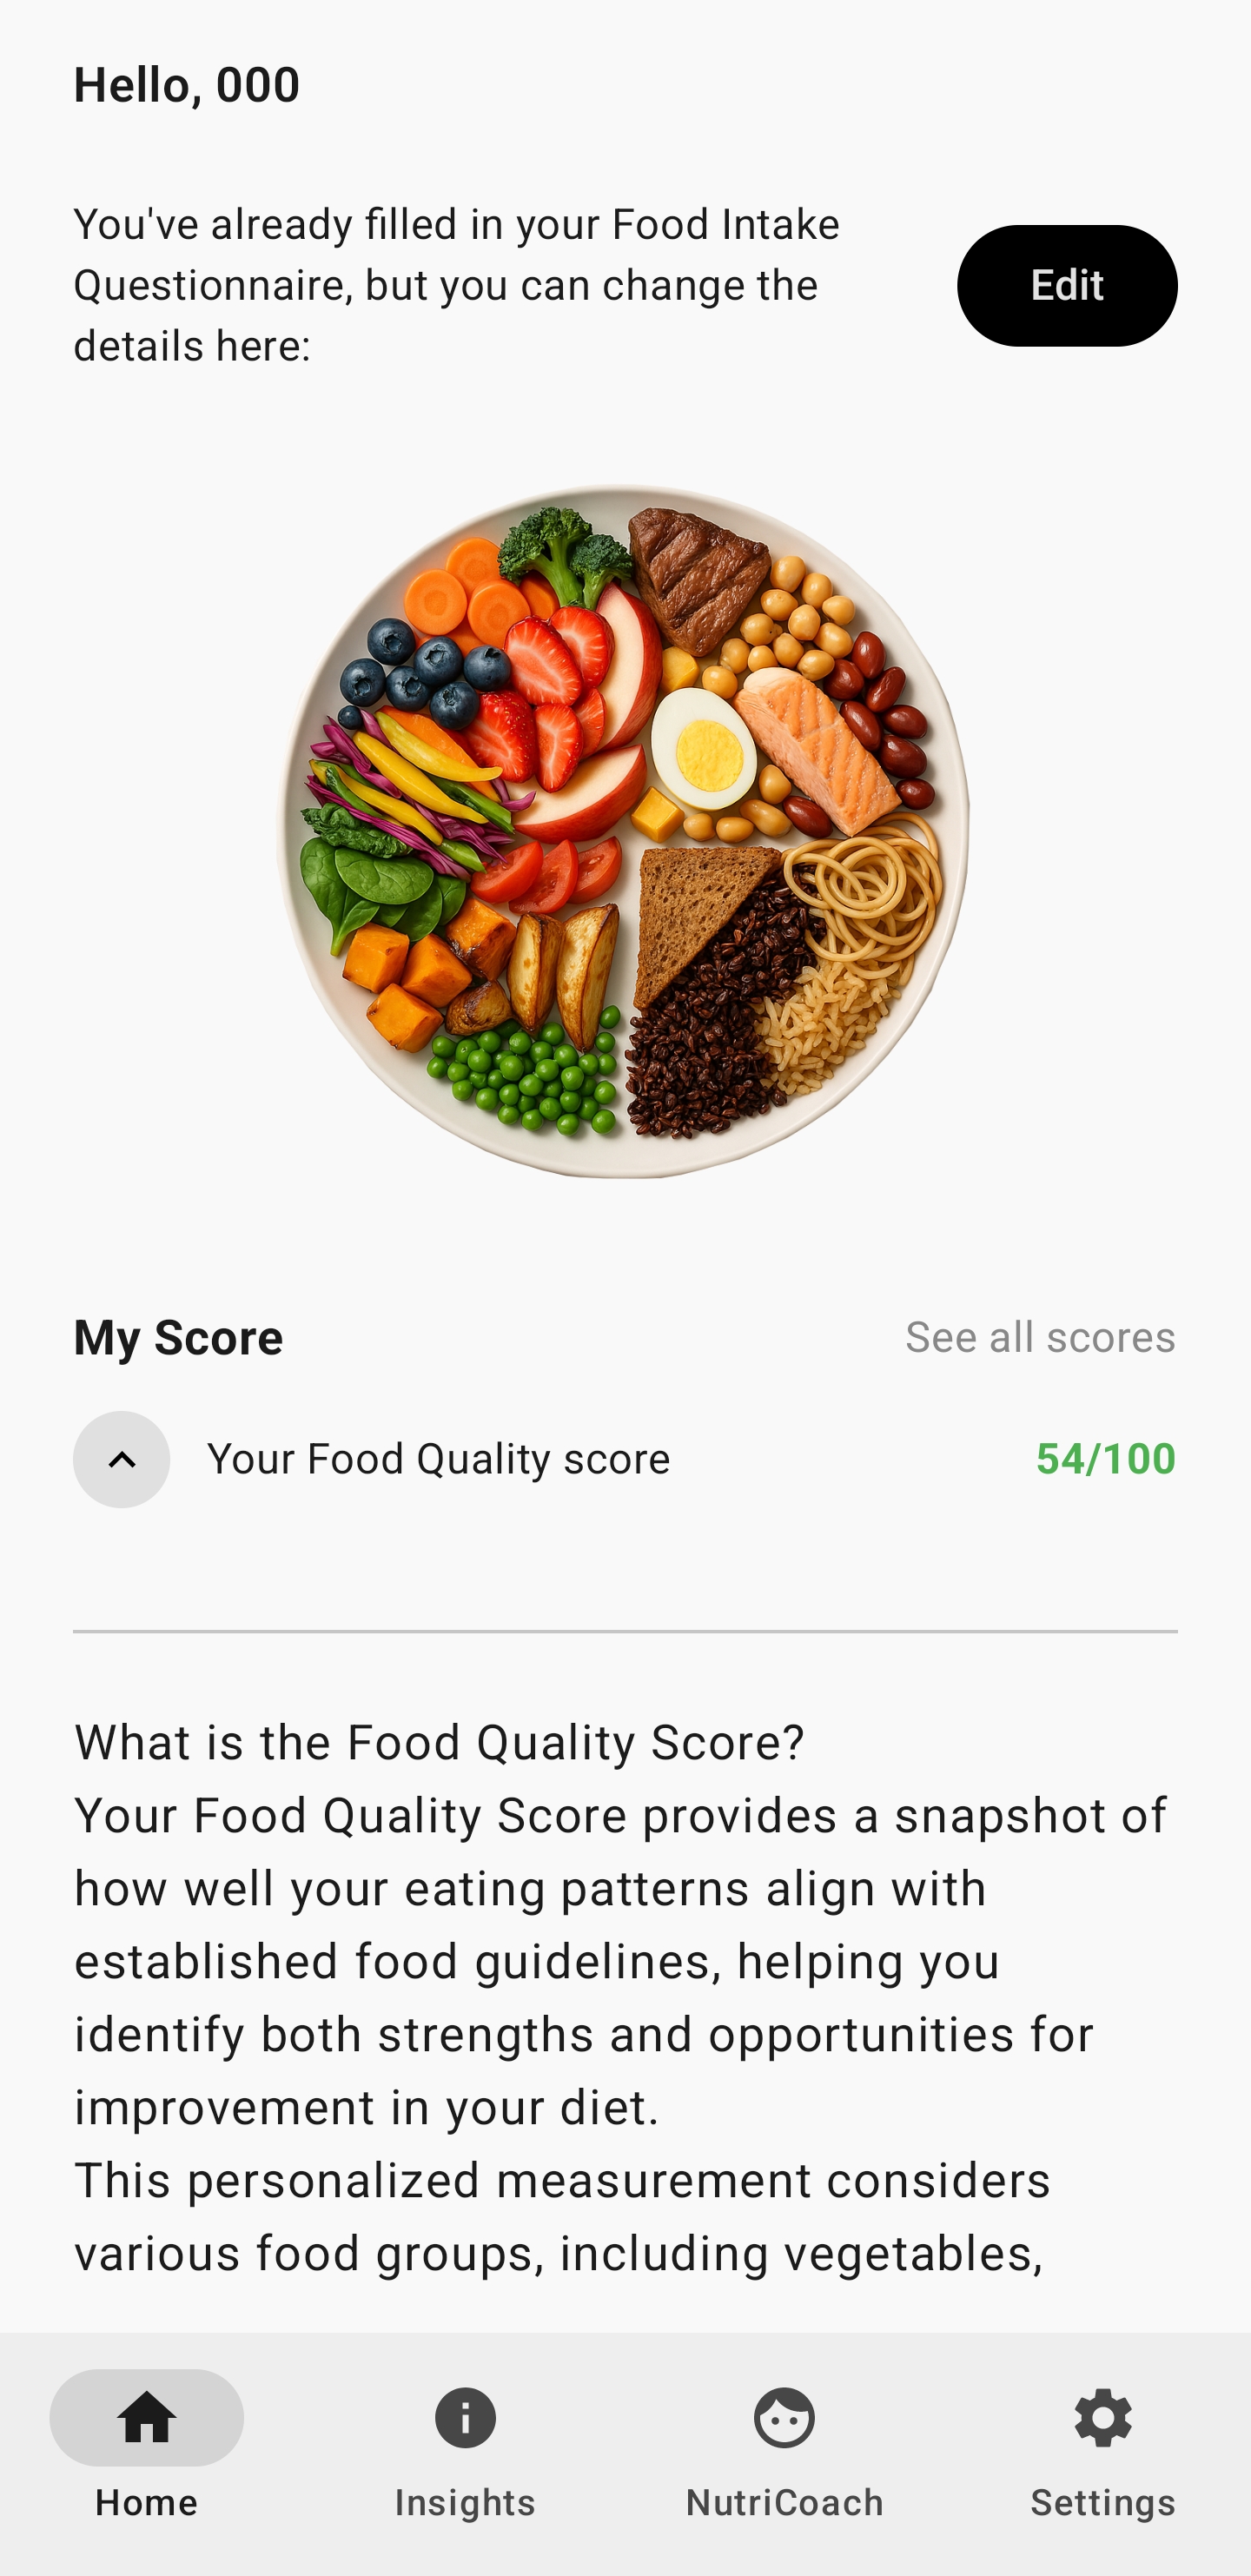 Hello, 000
You've already filled in your Food Intake
Questionnaire, but you can change the
details here:
Edit
My Score
See all scores
Your Food Quality score
54/100
What is the Food Quality Score?
Your Food Quality Score provides a snapshot of
how well your eating patterns align with
established food guidelines, helping you
identify both strengths and opportunities for
improvement in your diet.
This personalized measurement considers
various food groups, including vegetables,
Home
Insights
NutriCoach
Settings